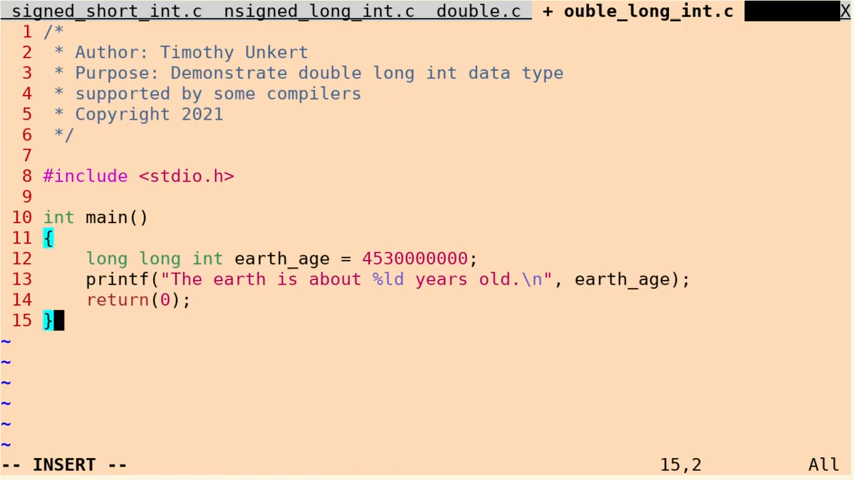 signed_short_int.c nsigned_long_int.c double.c + ouble_long_int.c X
1 /*
2 * Author: Timothy Unkert
3 * Purpose: Demonstrate double long int data type
4 * supported by some compilers
5 * Copyright 2021
6 */
7
8 #include <stdio.h>
9
10 int main()
11 {
12 long long int earth_age = 4530000000;
13 printf("The earth is about %ld years old.\n", earth_age);
14 return(0);
15 }
~
~
~
~
~
~
-- INSERT -- 15,2 All